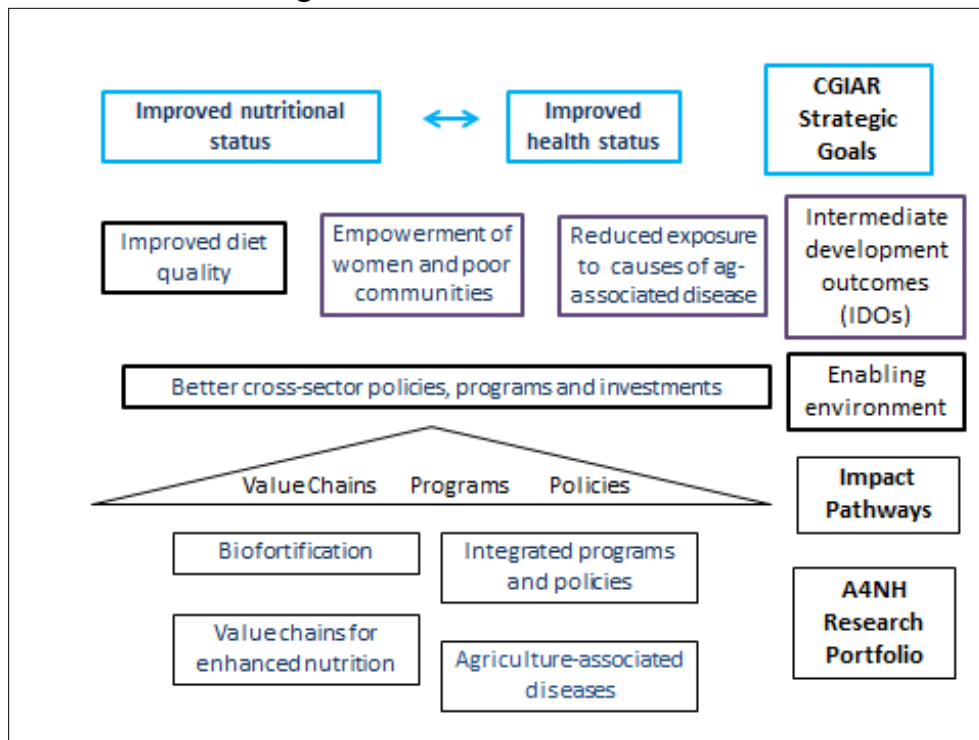 Improved nutritional
status
Improved
health status
CGIAR
Strategic
Goals
Improved diet
quality
Empowerment of
women and poor
communities
Reduced exposure
to causes of ag-
associated disease
Intermediate
development
outcomes
(IDOs)
Better cross-sector policies, programs and investments
Enabling
environment
Value Chains Programs Policies
Impact
Pathways
Biofortification
Integrated programs
and policies
Value chains for
enhanced nutrition
Agriculture-associated
diseases
A4NH
Research
Portfolio